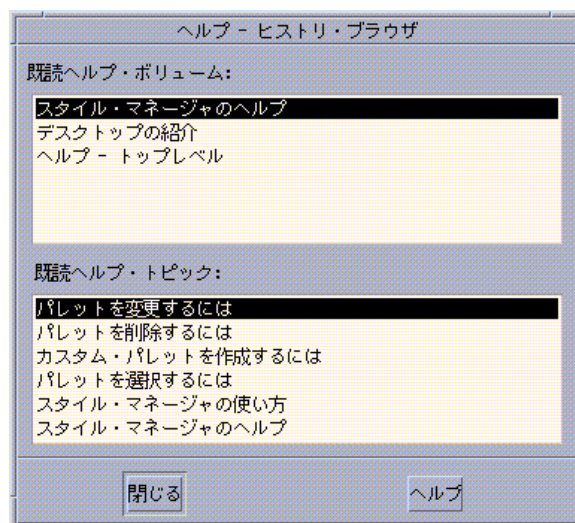 ヘルプ - ヒストリ・ブラウザ
既読ヘルプ・ボリューム:
スタイル・マネージャのヘルプ
デスクトップの紹介
ヘルプ - トップレベル
既読ヘルプ・トピック:
パレットを変更するには
パレットを削除するには
カスタム・パレットを作成するには
パレットを選択するには
スタイル・マネージャの使い方
スタイル・マネージャのヘルプ
閉じる
ヘルプ